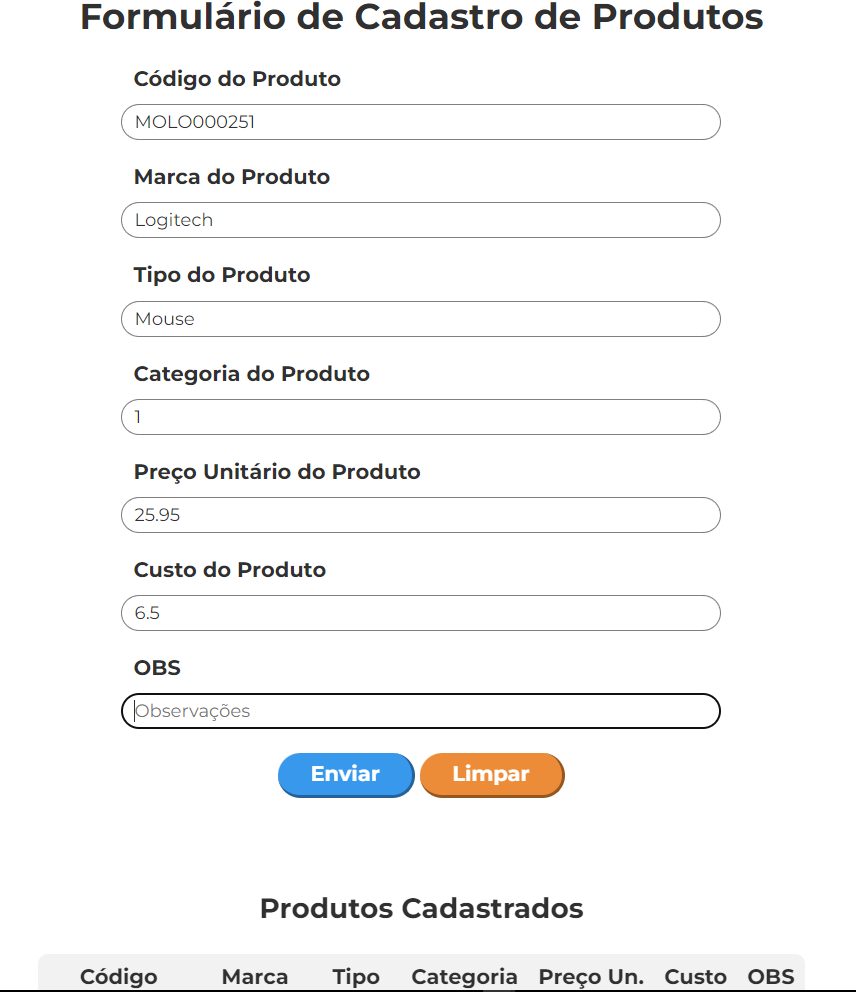 Formulário de Cadastro de Produtos
Código do Produto
MOLO000251
Marca do Produto
Logitech
Tipo do Produto
Mouse
Categoria do Produto
1
Preço Unitário do Produto
25.95
Custo do Produto
6.5
OBS
Observações
Enviar Limpar
Produtos Cadastrados
Código Marca Tipo Categoria Preço Un. Custo OBS